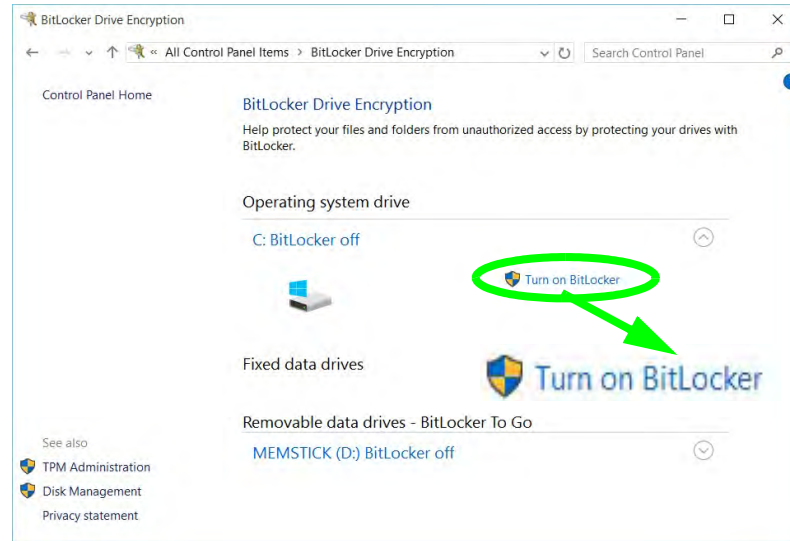 BitLocker Drive Encryption
« All Control Panel Items > BitLocker Drive Encryption
Search Control Panel
Control Panel Home
BitLocker Drive Encryption
Help protect your files and folders from unauthorized access by protecting your drives with
BitLocker.
Operating system drive
C: BitLocker off
Turn on BitLocker
Fixed data drives
Turn on BitLocker
Removable data drives - BitLocker To Go
MEMSTICK (D:) BitLocker off
See also
TPM Administration
Disk Management
Privacy statement